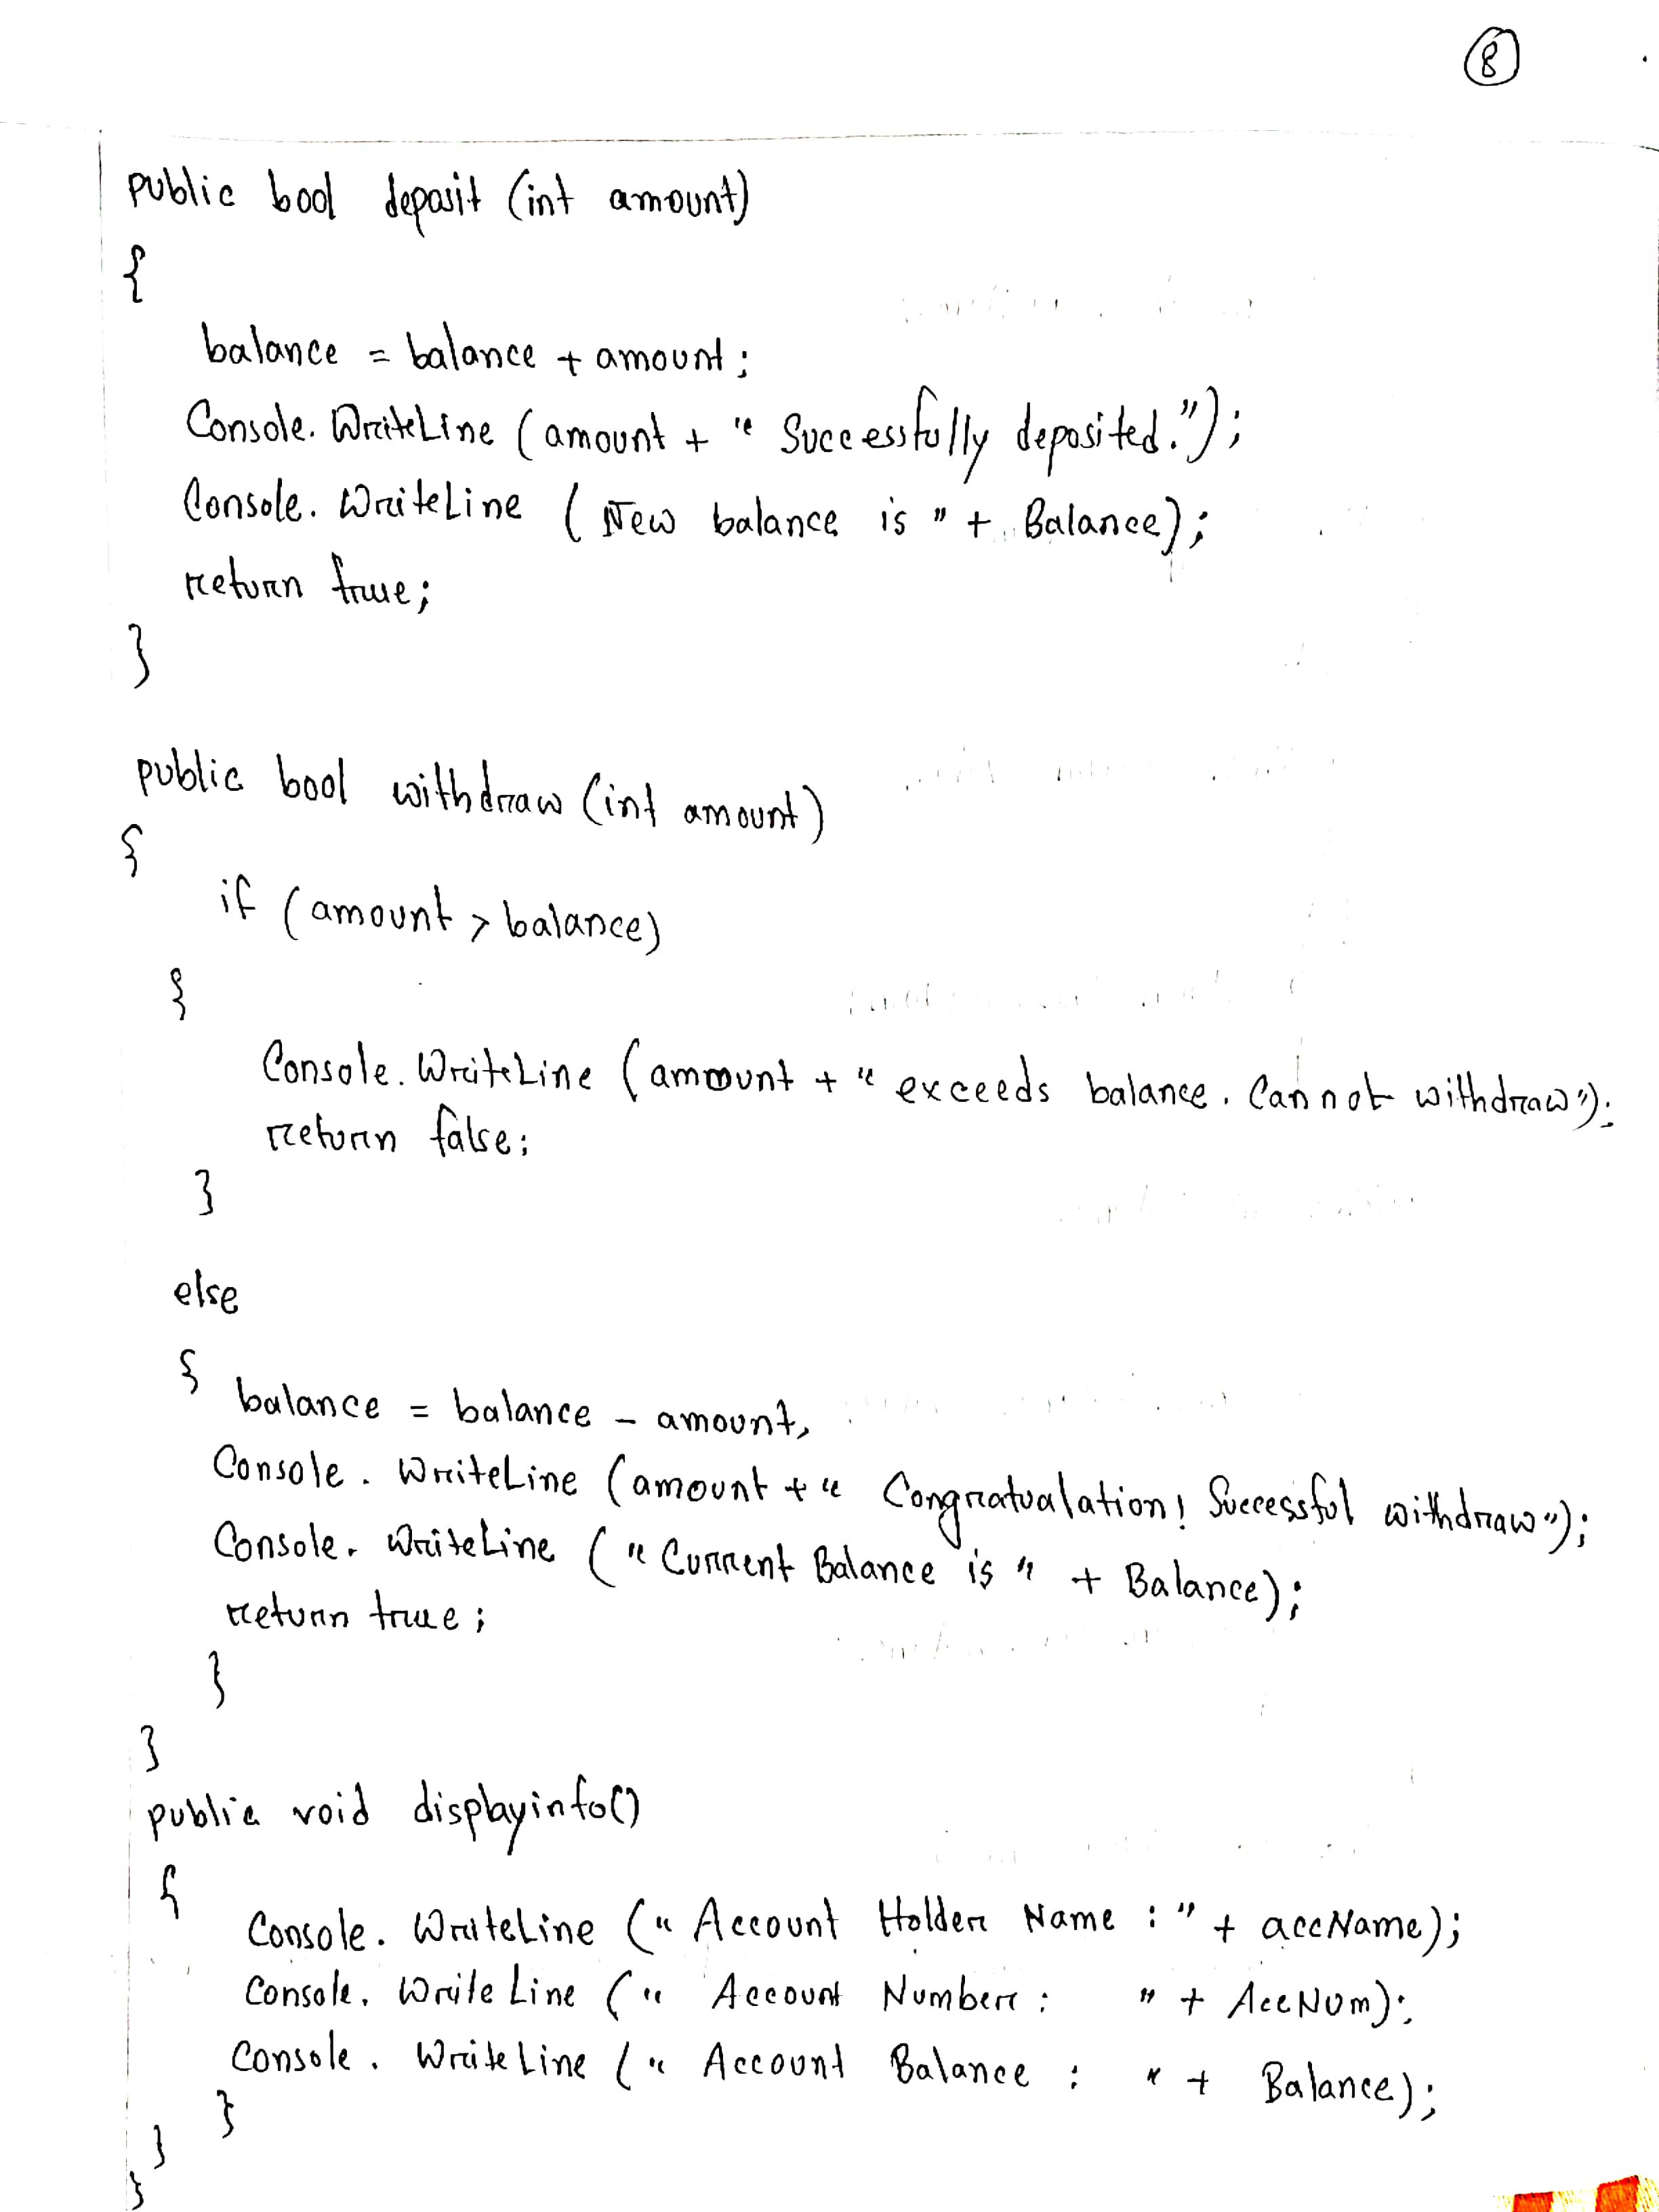 8
public bool deposit (int amount)
{
balance = balance + amount;
Console. WriteLine (amount + " Successfully deposited.");
Console. WriteLine ( New balance is " + Balance);
return true;
}
public bool withdraw (int amount)
{
if (amount > balance)
{
Console. WriteLine (amount + " exceeds balance. Cannot withdraw");
return false;
}
else
{ balance = balance - amount,
Console. WriteLine (amount + " Congratualation! Successful withdraw");
Console. WriteLine (" Current Balance is " + Balance);
return true;
}
}
public void displayinfo()
{
Console. WriteLine (" Account Holder Name : " + accName);
Console. WriteLine (" Account Number : " + AccNum);
Console. WriteLine (" Account Balance : " + Balance);
}
}
}